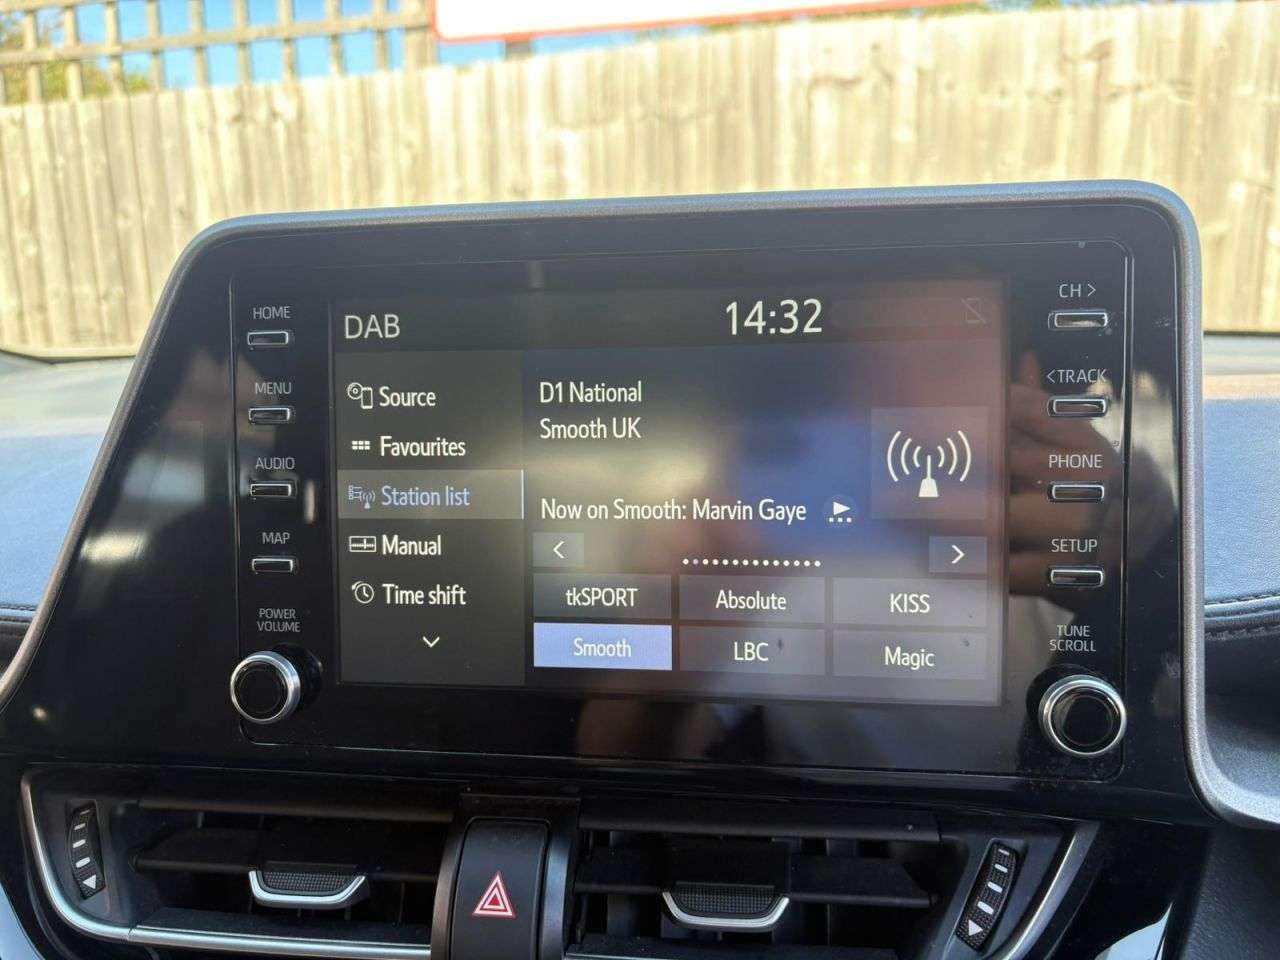 DAB
14:32
HOME
MENU
AUDIO
MAP
POWER
VOLUME
Source
Favourites
Station list
Manual
Time shift
D1 National
Smooth UK
Now on Smooth: Marvin Gaye
tkSPORT
Absolute
KISS
Smooth
LBC
Magic
CH >
< TRACK
PHONE
SETUP
TUNE
SCROLL